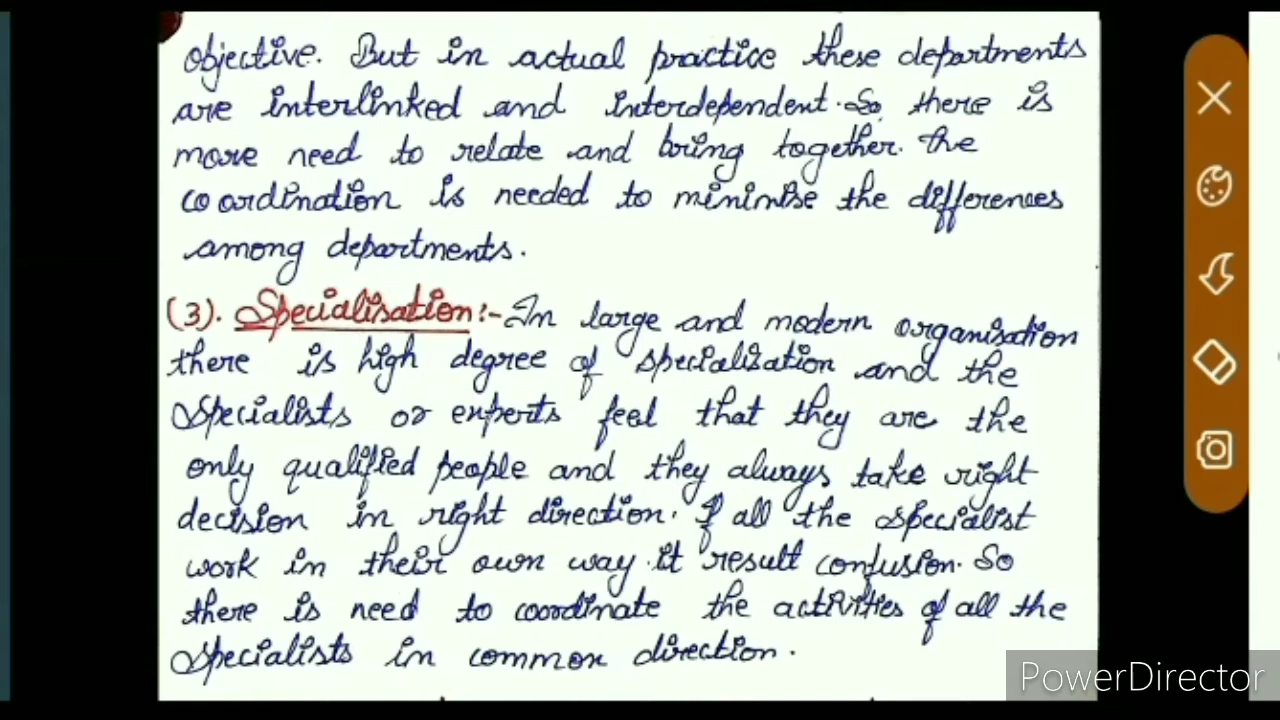 objective. But in actual practice these departments
are interlinked and interdependent. So there is
more need to relate and bring together. the
coordination is needed to minimise the differences
among departments.
(3). Specialisation:- In large and modern organisation
there is high degree of specialization and the
specialists or experts feel that they are the
only qualified people and they always take right
decision in right direction. If all the specialist
work in their own way it result confusion. So
there is need to coordinate the activities of all the
specialists in common direction.
PowerDirector